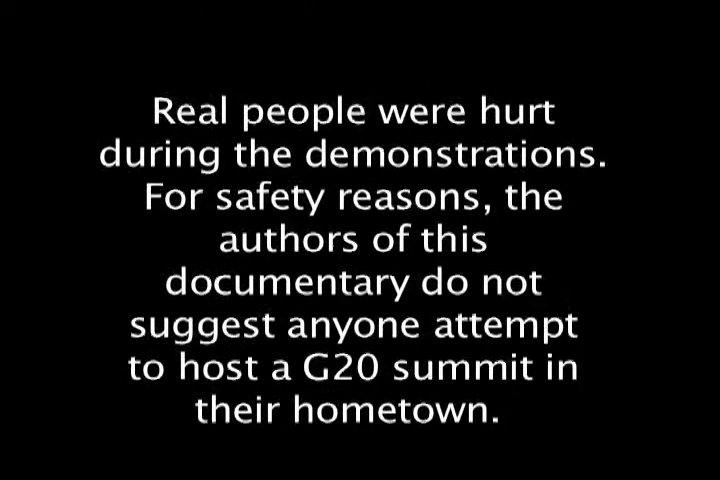 Real people were hurt
during the demonstrations.
For safety reasons, the
authors of this
documentary do not
suggest anyone attempt
to host a G20 summit in
their hometown.